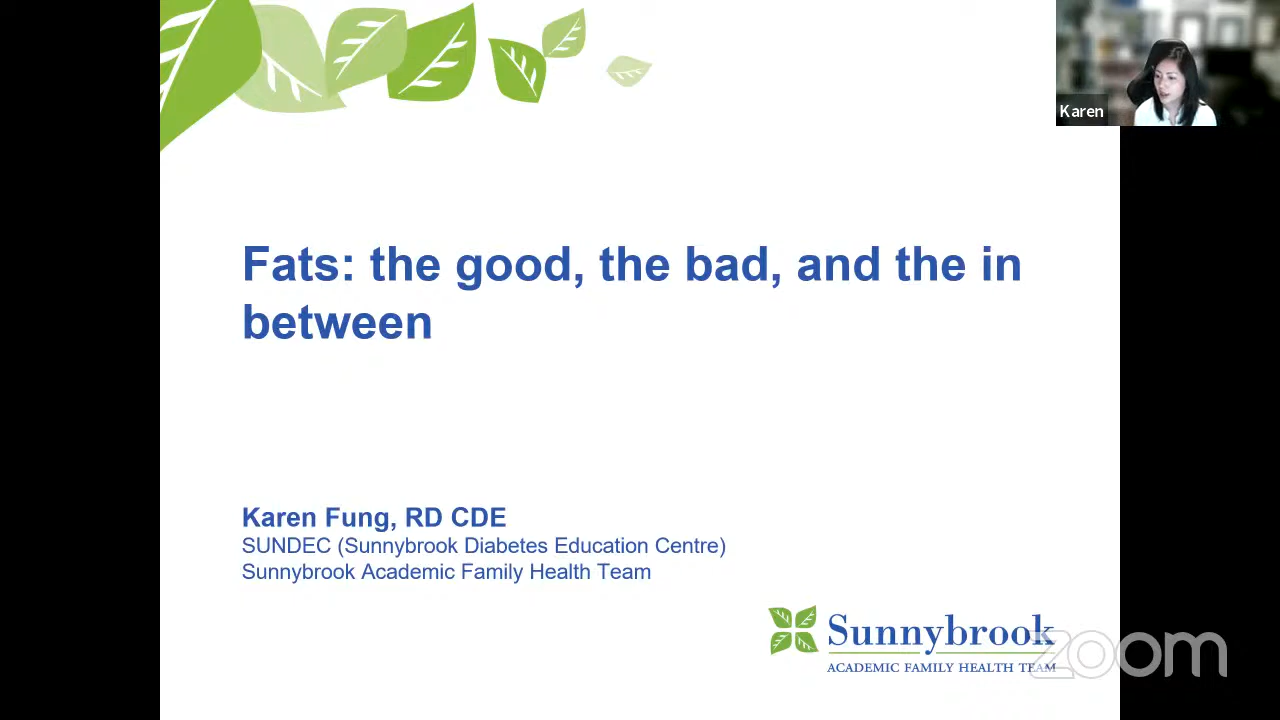 Karen
Fats: the good, the bad, and the in
between
Karen Fung, RD CDE
SUNDEC (Sunnybrook Diabetes Education Centre)
Sunnybrook Academic Family Health Team
Sunnybrook
ACADEMIC FAMILY HEALTH TEAM
zoom